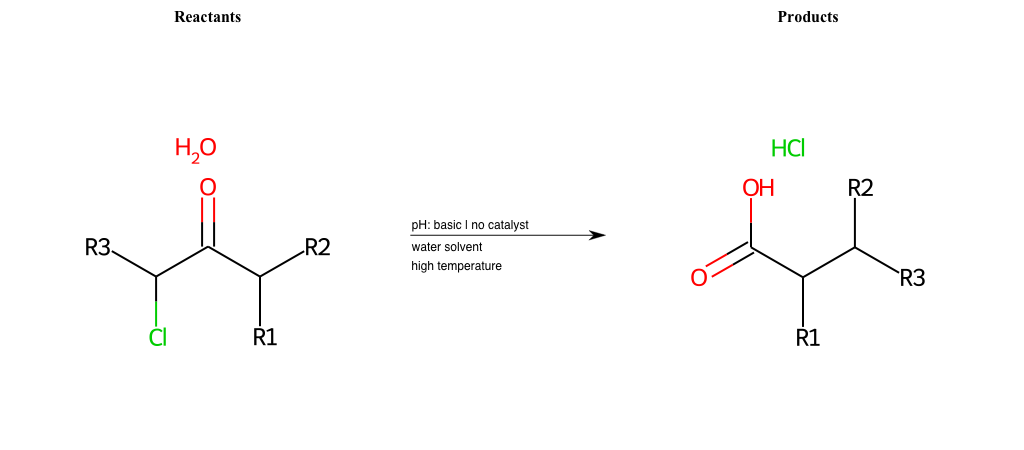 Reactants
Products
H₂O
HCl
O
OH
R2
R3
R2
R3
O
Cl
R1
R1
pH: basic | no catalyst
water solvent
high temperature